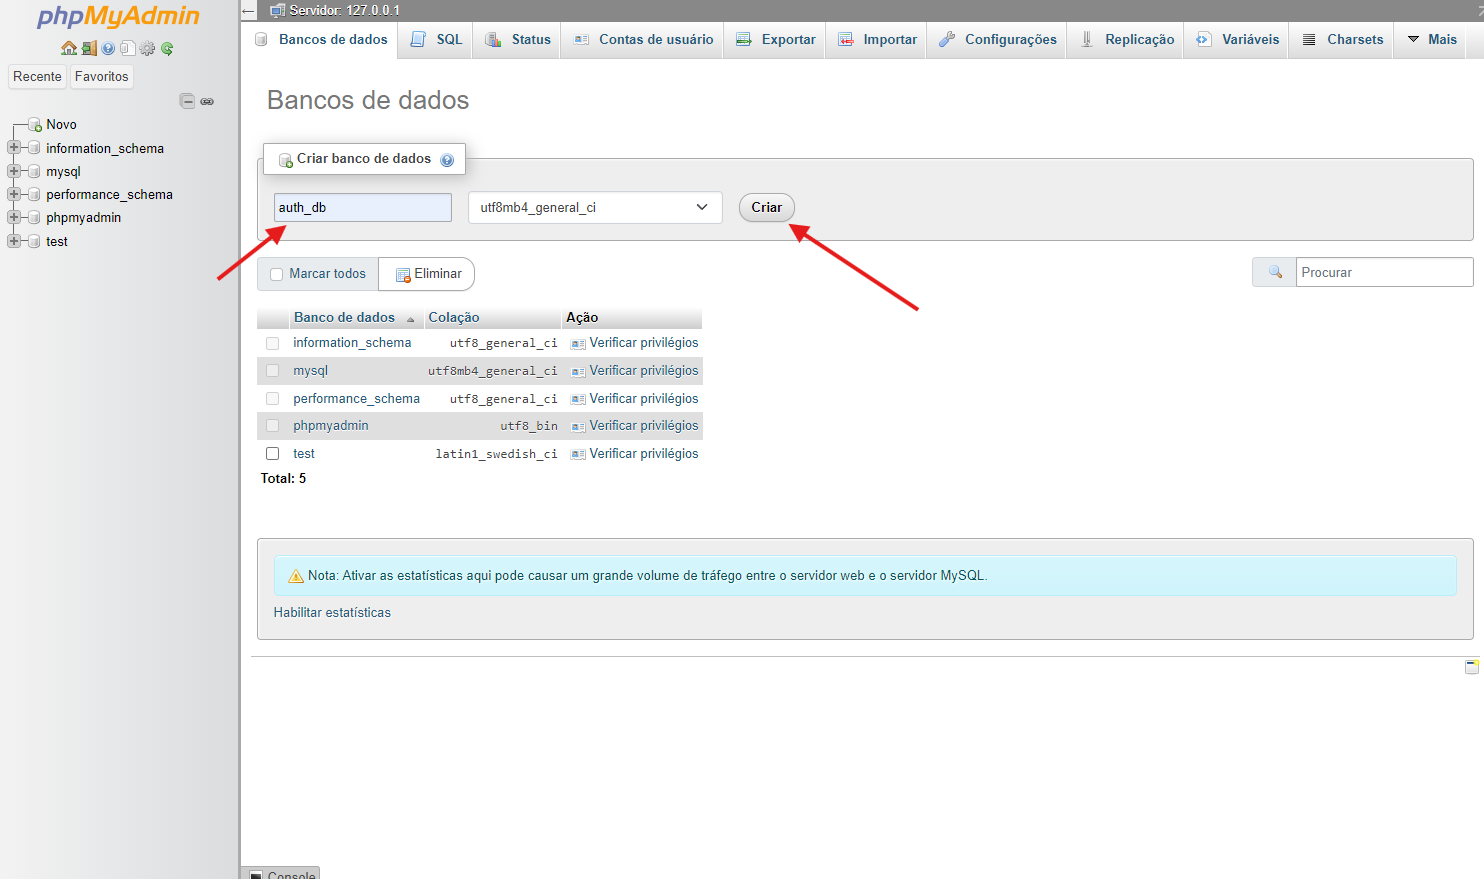 phpMyAdmin
Recente Favoritos
Novo
information_schema
mysql
performance_schema
phpmyadmin
test
Servidor: 127.0.0.1
Bancos de dados SQL Status Contas de usuário Exportar Importar Configurações Replicação Variáveis Charsets Mais
Bancos de dados
Criar banco de dados
auth_db utf8mb4_general_ci Criar
Marcar todos Eliminar Procurar
Banco de dados Colação Ação
information_schema utf8_general_ci Verificar privilégios
mysql utf8mb4_general_ci Verificar privilégios
performance_schema utf8_general_ci Verificar privilégios
phpmyadmin utf8_bin Verificar privilégios
test latin1_swedish_ci Verificar privilégios
Total: 5
Nota: Ativar as estatísticas aqui pode causar um grande volume de tráfego entre o servidor web e o servidor MySQL.
Habilitar estatísticas
Console